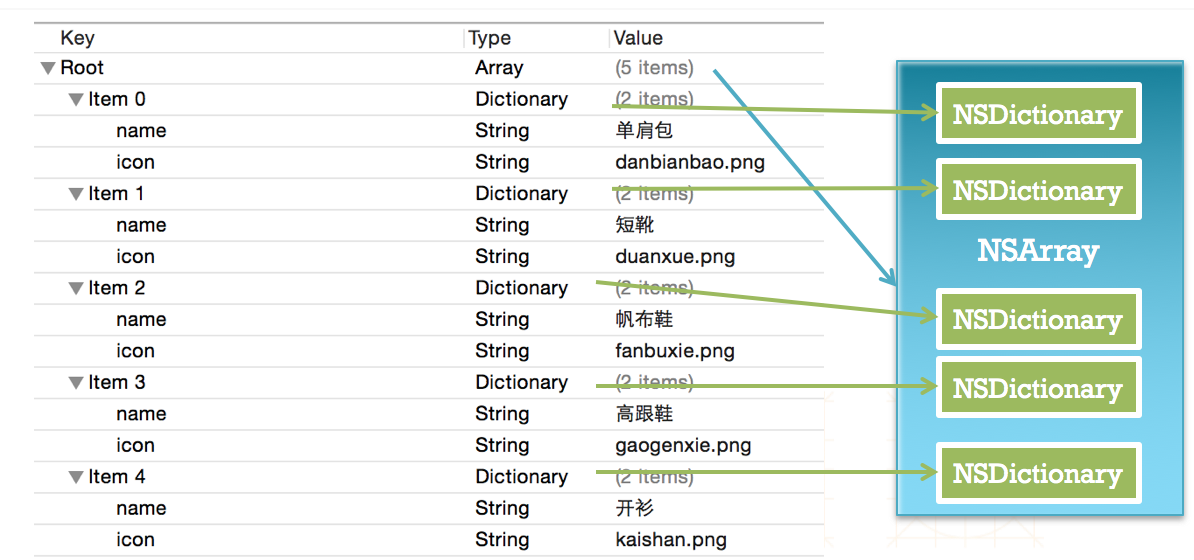 Key Type Value
Root Array (5 items)
Item 0 Dictionary (2 items)
name String 单肩包
icon String danbianbao.png
Item 1 Dictionary (2 items)
name String 短靴
icon String duanxue.png
Item 2 Dictionary (2 items)
name String 帆布鞋
icon String fanbuxie.png
Item 3 Dictionary (2 items)
name String 高跟鞋
icon String gaogenxie.png
Item 4 Dictionary (2 items)
name String 开衫
icon String kaishan.png
NSDictionary
NSDictionary
NSArray
NSDictionary
NSDictionary
NSDictionary